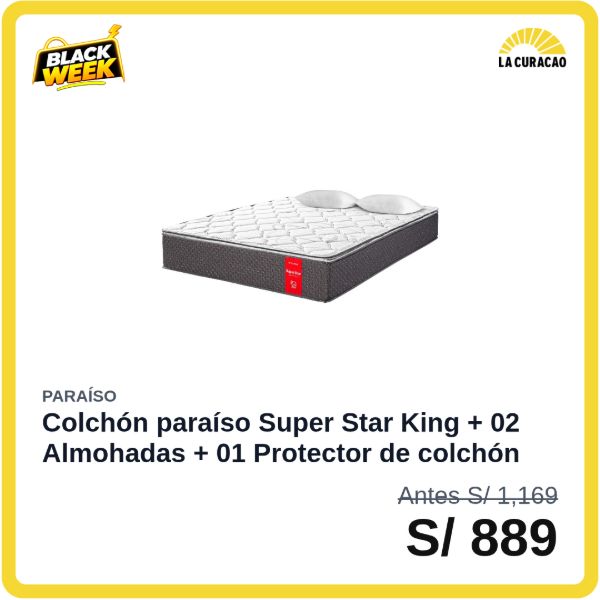 BLACK
WEEK
LA CURACAO
PARAÍSO
Colchón paraíso Super Star King + 02
Almohadas + 01 Protector de colchón
Antes S/ 1,169
S/ 889